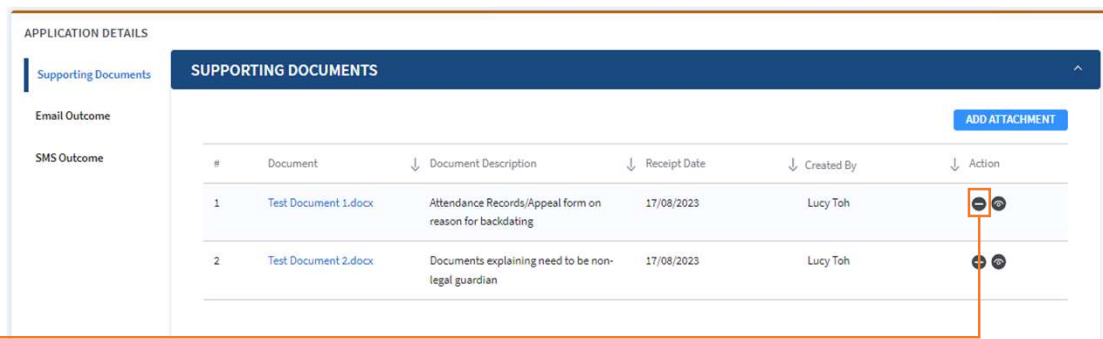 APPLICATION DETAILS
Supporting Documents
SUPPORTING DOCUMENTS
Email Outcome
ADD ATTACHMENT
SMS Outcome
# Document Document Description Receipt Date Created By Action
1 Test Document 1.docx Attendance Records/Appeal form on 17/08/2023 Lucy Toh
reason for backdating
2 Test Document 2.docx Documents explaining need to be non- 17/08/2023 Lucy Toh
legal guardian